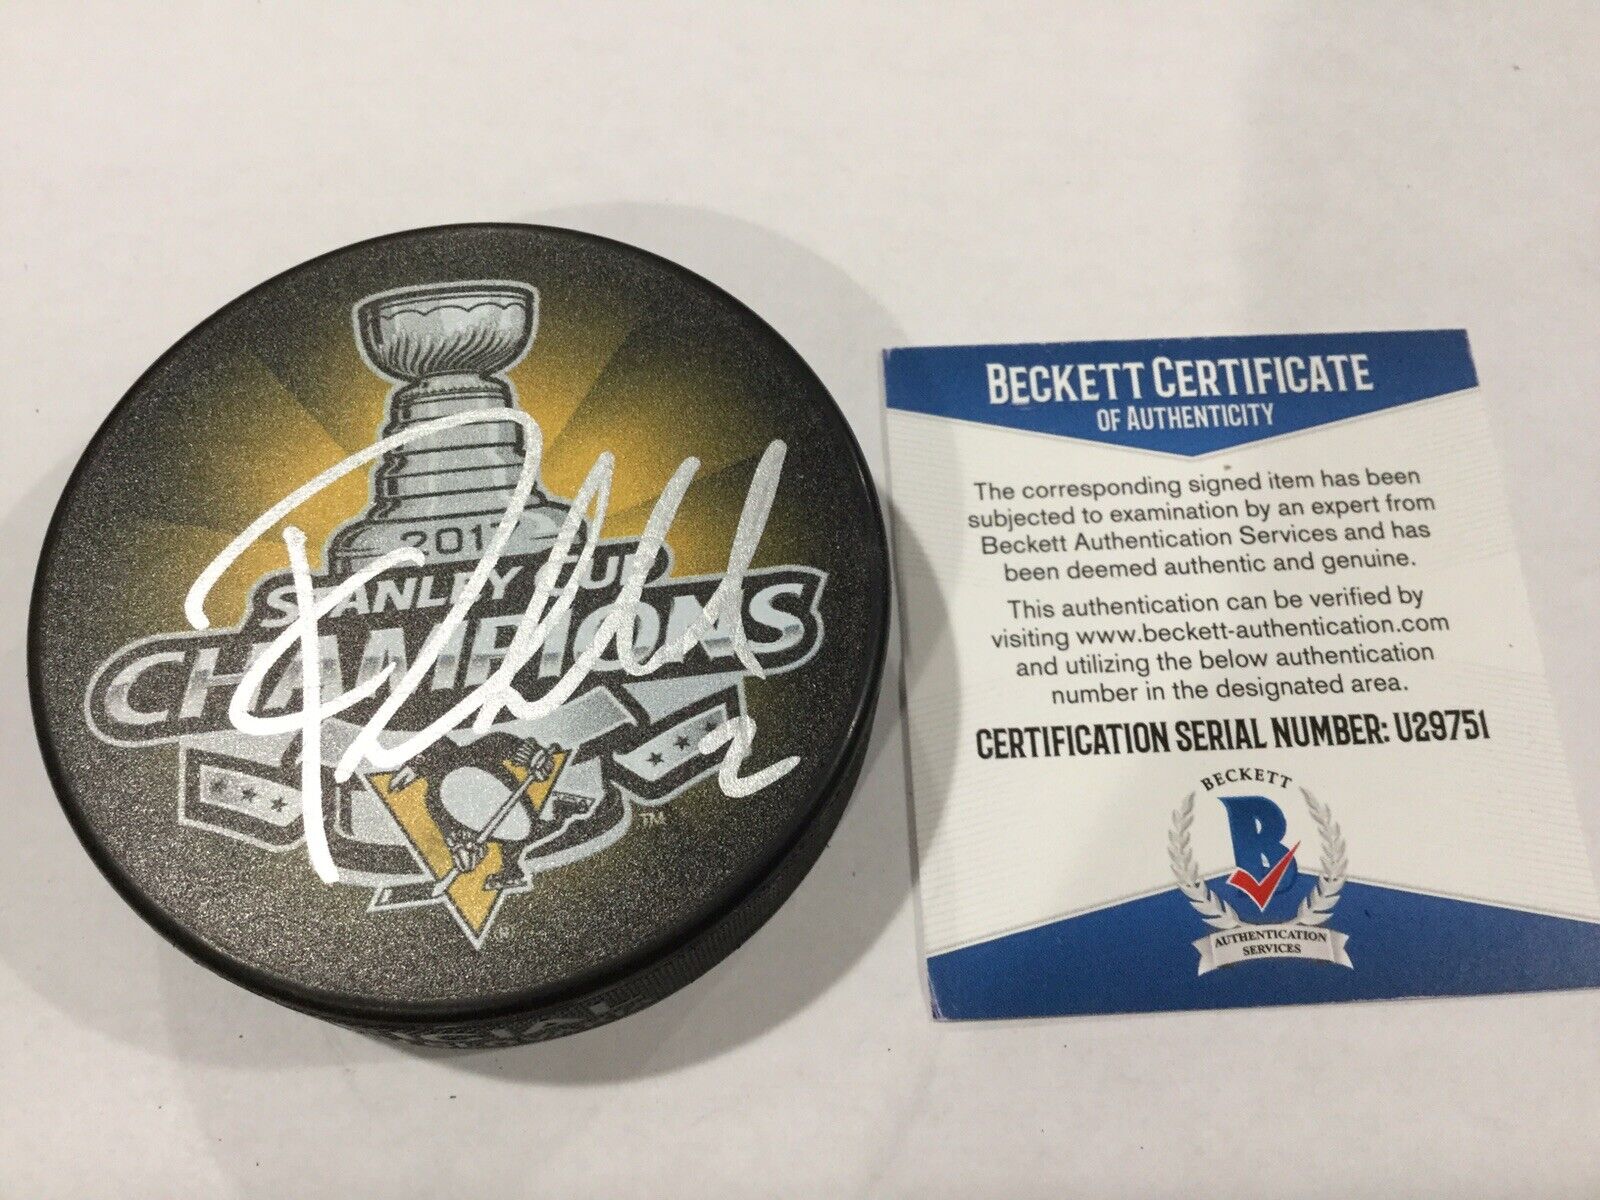 2017
STANLEY CUP
CHAMPIONS
TM
®
2
BECKETT CERTIFICATE
OF AUTHENTICITY
The corresponding signed item has been
subjected to examination by an expert from
Beckett Authentication Services and has
been deemed authentic and genuine.
This authentication can be verified by
visiting www.beckett-authentication.com
and utilizing the below authentication
number in the designated area.
CERTIFICATION SERIAL NUMBER: U29751
BECKETT
B
AUTHENTICATION
SERVICES